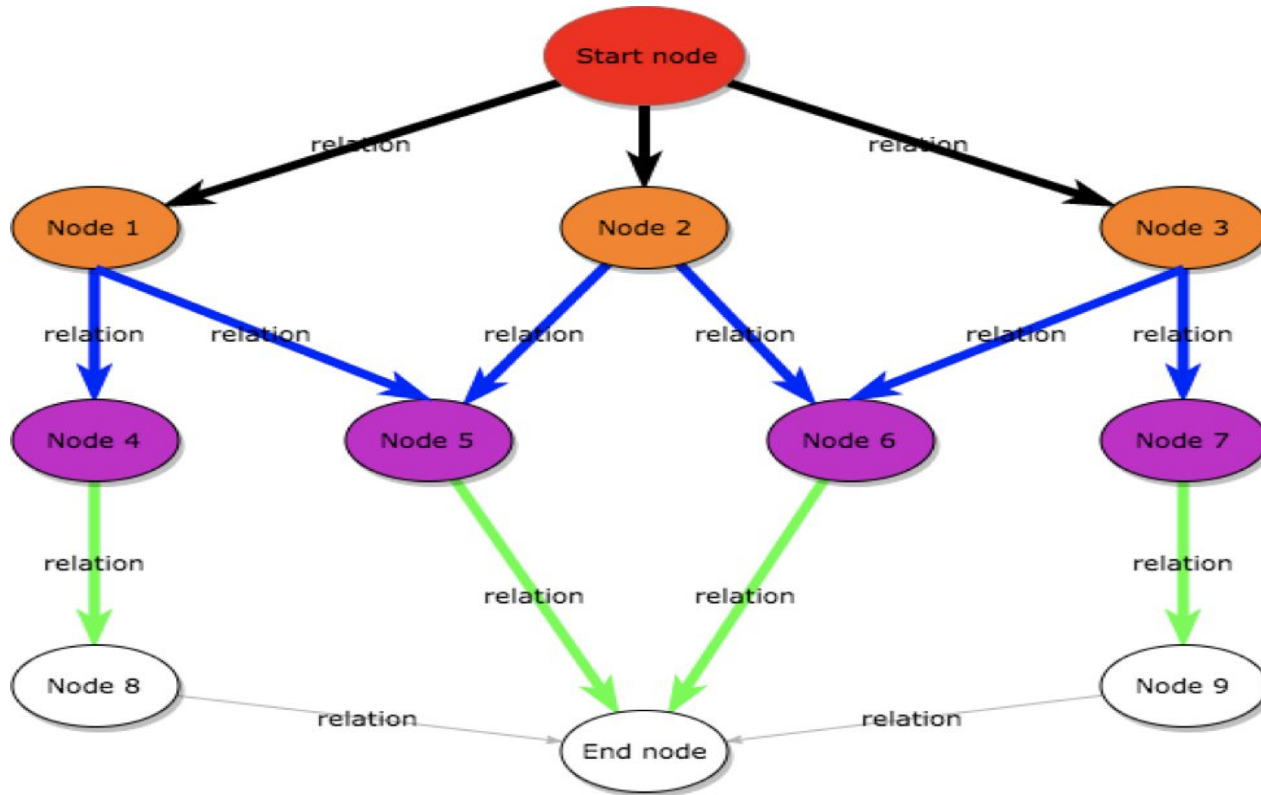 Start node
relation
relation
Node 1
Node 2
Node 3
relation
relation
relation
relation
relation
relation
Node 4
Node 5
Node 6
Node 7
relation
relation
relation
relation
Node 8
Node 9
relation
relation
End node